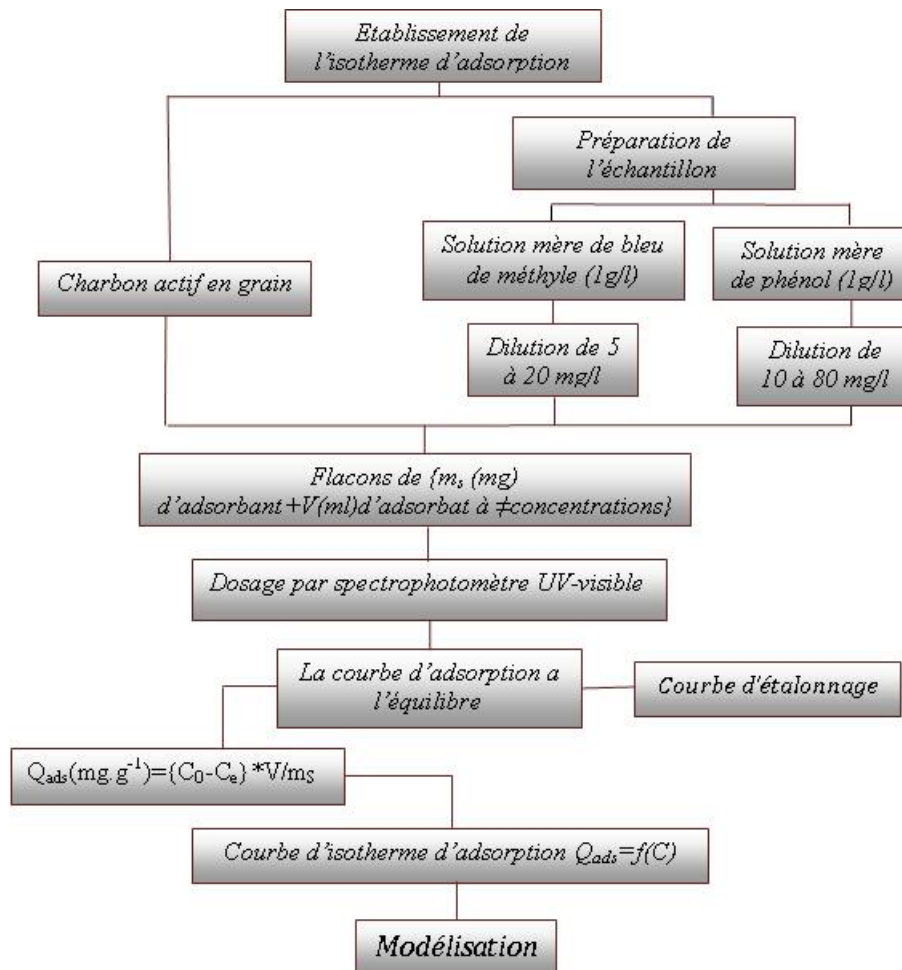 Etablissement de
l'isotherme d'adsorption
Préparation de
l'échantillon
Charbon actif en grain
Solution mère de bleu
de méthyle (1g/l)
Solution mère
de phénol (1g/l)
Dilution de 5
à 20 mg/l
Dilution de
10 à 80 mg/l
Flacons de {mₛ (mg)
d'adsorbant+V(ml)d'adsorbat à ≠concentrations}
Dosage par spectrophotomètre UV-visible
La courbe d'adsorption a
l'équilibre
Courbe d'étalonnage
Q_ads(mg.g⁻¹)={C₀-Cₑ}*V/m_S
Courbe d'isotherme d'adsorption Q_ads=f(C)
Modélisation